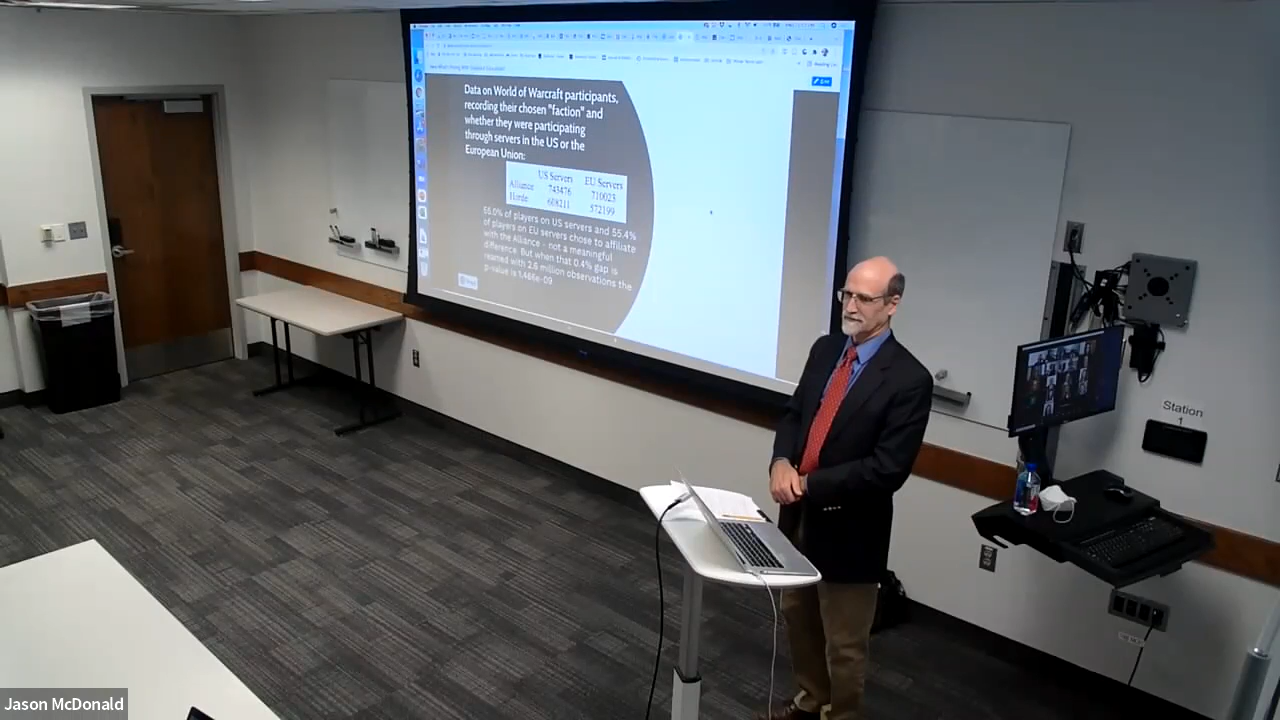 Data on World of Warcraft participants,
recording their chosen "faction" and
whether they were participating
through servers in the US or the
European Union:
US Servers EU Servers
Alliance 743476 710023
Horde 608211 572199
55.0% of players on US servers and 55.4%
of players on EU servers chose to affiliate
with the Alliance - not a meaningful
difference. But when that 0.4% gap is
reamed with 2.6 million observations the
p-value is 1.466e-09
Station
1
Jason McDonald